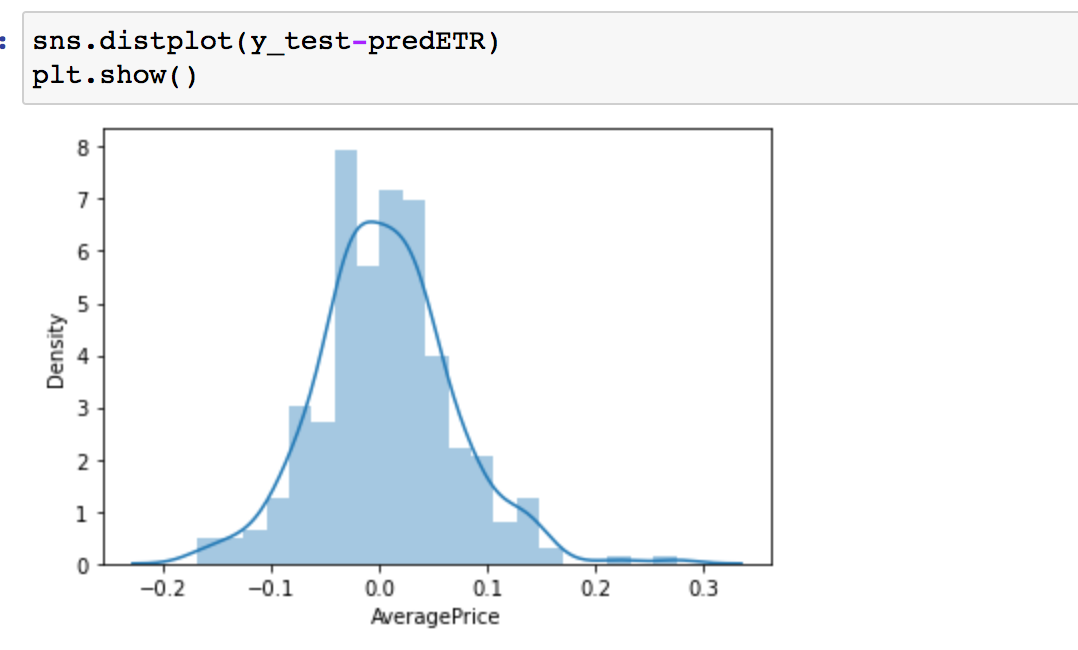 :
sns.distplot(y_test-predETR)
plt.show()
8
7
6
5
4
3
2
1
0
Density
−0.2 −0.1 0.0 0.1 0.2 0.3
AveragePrice